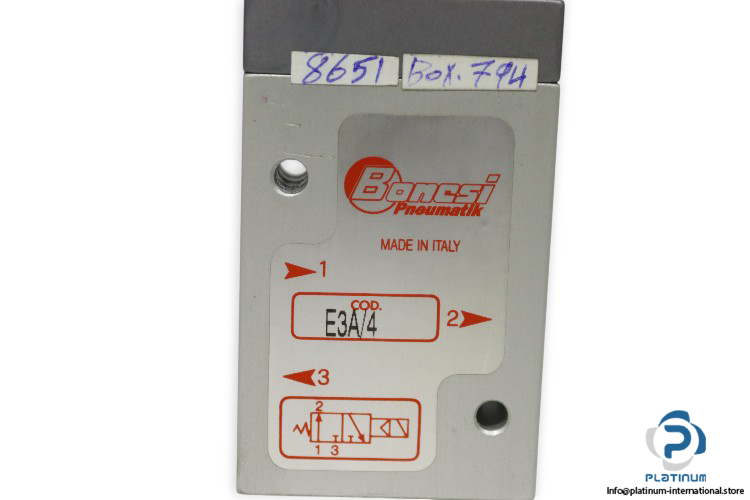 8651 Box.794
Bonesi
Pneumatik
MADE IN ITALY
1
COD.
E3A/4
2
3
2
1 3
PLATINUM
Info@platinum-international.store